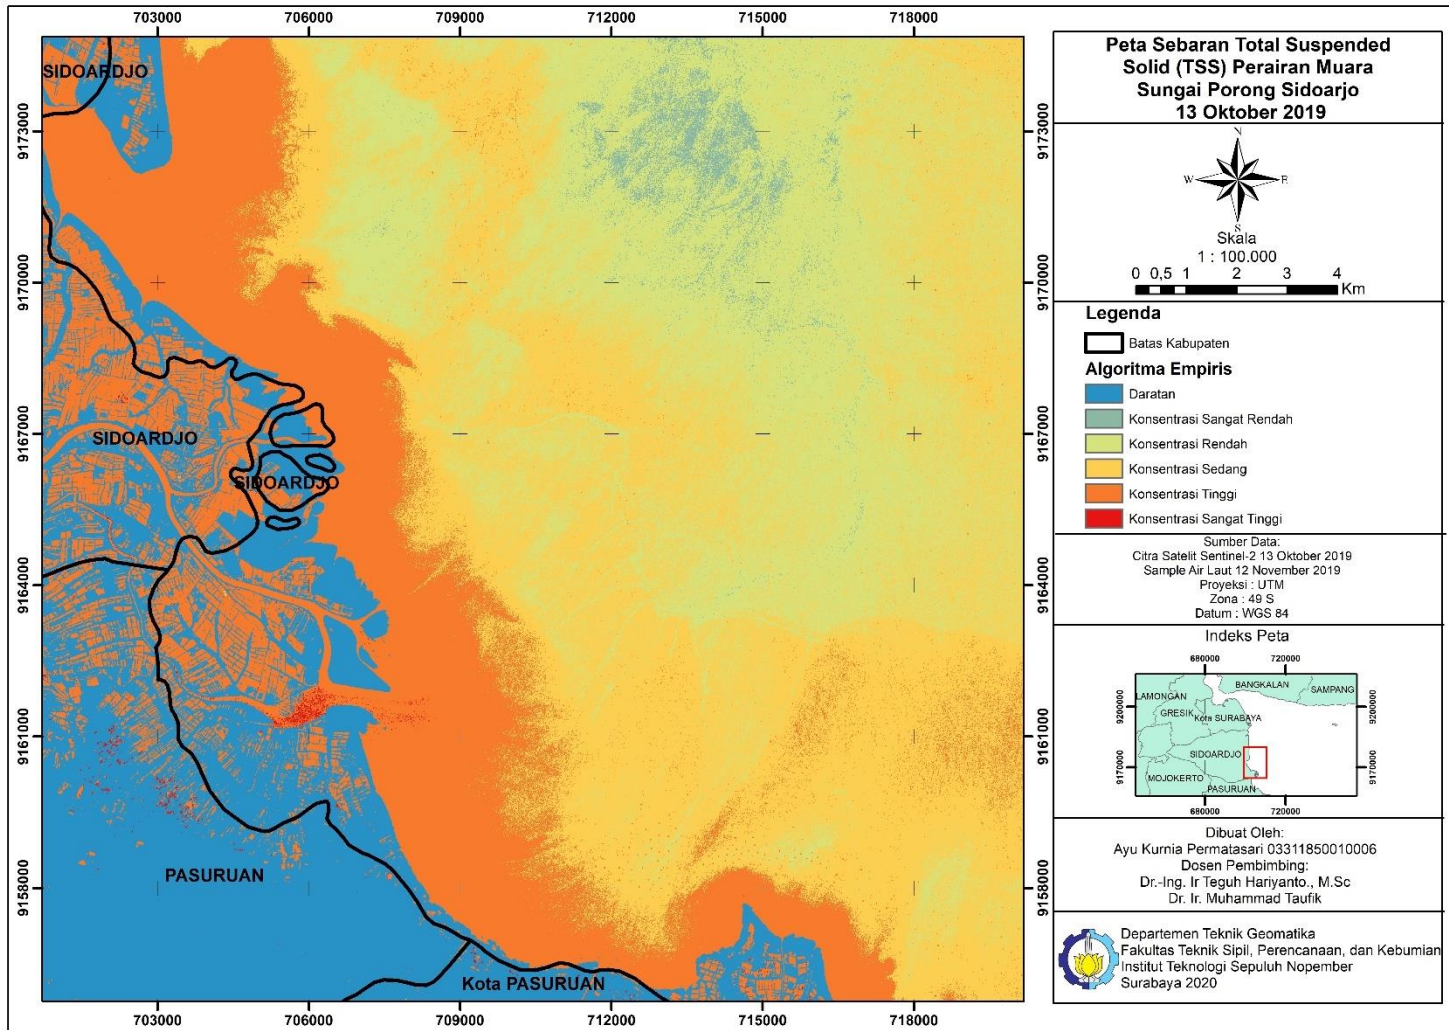 703000 706000 709000 712000 715000 718000
9173000 9170000 9167000 9164000 9161000 9158000
SIDOARDJO
SIDOARDJO
SIDOARDJO
PASURUAN
Kota PASURUAN
9173000 9170000 9167000 9164000 9161000 9158000
703000 706000 709000 712000 715000 718000
Peta Sebaran Total Suspended
Solid (TSS) Perairan Muara
Sungai Porong Sidoarjo
13 Oktober 2019
N
W E
S
Skala
1 : 100.000
0 0,5 1 2 3 4
Km
Legenda
Batas Kabupaten
Algoritma Empiris
Daratan
Konsentrasi Sangat Rendah
Konsentrasi Rendah
Konsentrasi Sedang
Konsentrasi Tinggi
Konsentrasi Sangat Tinggi
Sumber Data:
Citra Satelit Sentinel-2 13 Oktober 2019
Sample Air Laut 12 November 2019
Proyeksi : UTM
Zona : 49 S
Datum : WGS 84
Indeks Peta
680000 720000
BANGKALAN
SAMPANG
LAMONGAN
GRESIK
Kota SURABAYA
SIDOARDJO
MOJOKERTO
PASURUAN
9200000 9170000
9200000 9170000
680000 720000
Dibuat Oleh:
Ayu Kurnia Permatasari 03311850010006
Dosen Pembimbing:
Dr.-Ing. Ir Teguh Hariyanto., M.Sc
Dr. Ir. Muhammad Taufik
Departemen Teknik Geomatika
Fakultas Teknik Sipil, Perencanaan, dan Kebumian
Institut Teknologi Sepuluh Nopember
Surabaya 2020